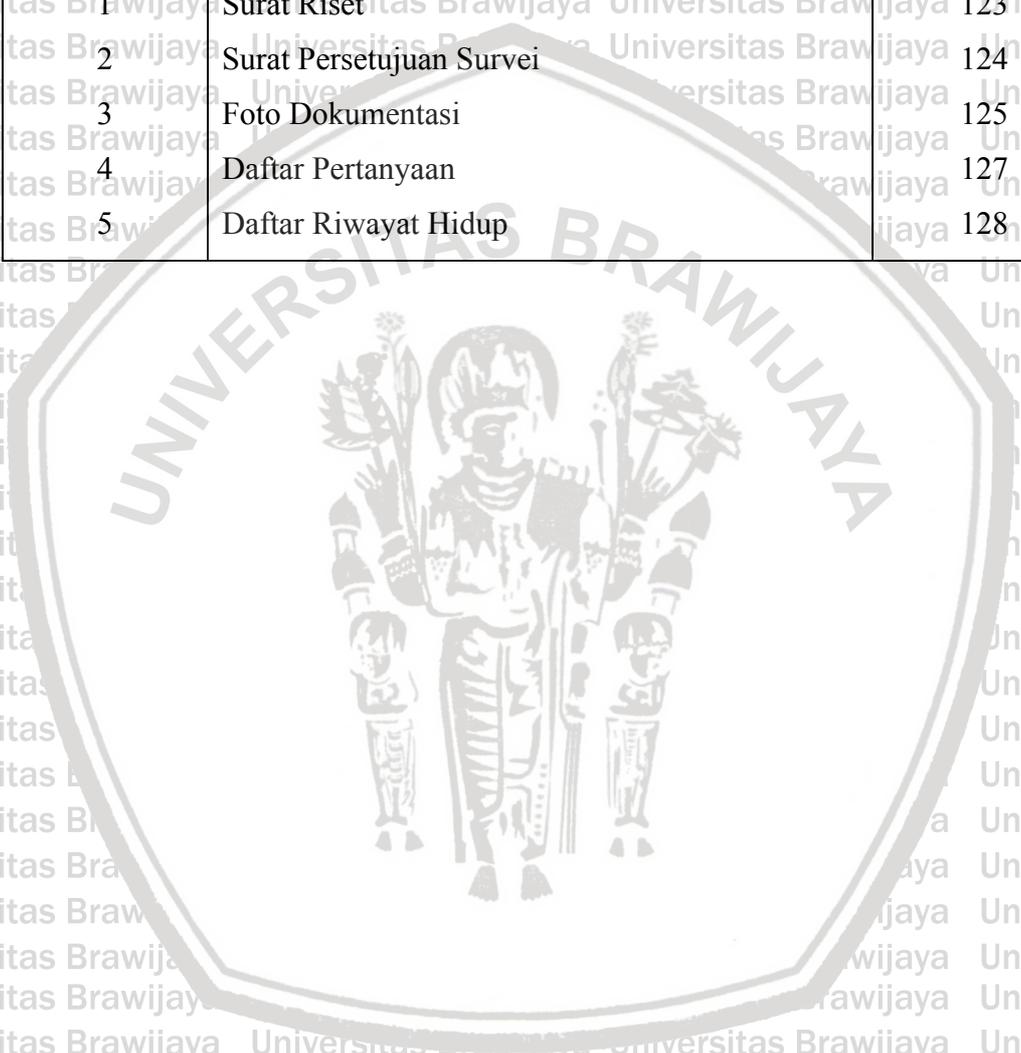 1 Surat Riset 123
2 Surat Persetujuan Survei 124
3 Foto Dokumentasi 125
4 Daftar Pertanyaan 127
5 Daftar Riwayat Hidup 128
UNIVERSITAS BRAWIJAYA